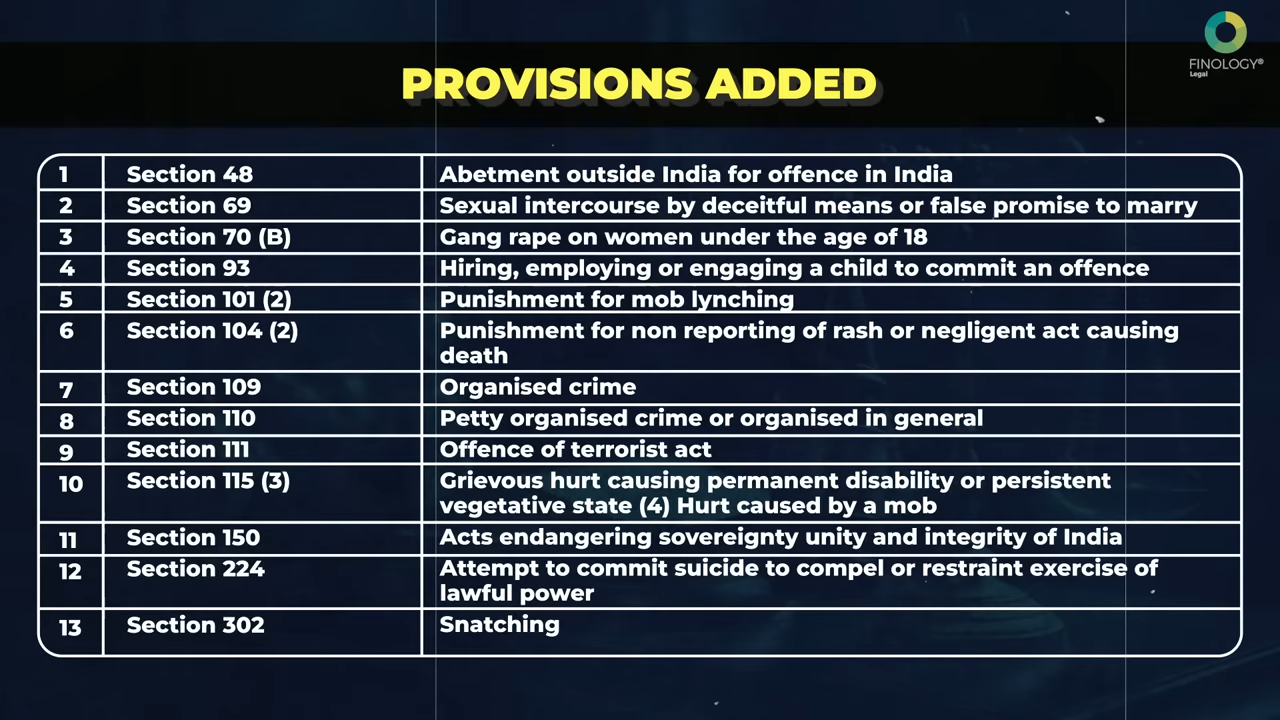 FINOLOGY®
Legal
PROVISIONS ADDED
1 Section 48 Abetment outside India for offence in India
2 Section 69 Sexual intercourse by deceitful means or false promise to marry
3 Section 70 (B) Gang rape on women under the age of 18
4 Section 93 Hiring, employing or engaging a child to commit an offence
5 Section 101 (2) Punishment for mob lynching
6 Section 104 (2) Punishment for non reporting of rash or negligent act causing
death
7 Section 109 Organised crime
8 Section 110 Petty organised crime or organised in general
9 Section 111 Offence of terrorist act
10 Section 115 (3) Grievous hurt causing permanent disability or persistent
vegetative state (4) Hurt caused by a mob
11 Section 150 Acts endangering sovereignty unity and integrity of India
12 Section 224 Attempt to commit suicide to compel or restraint exercise of
lawful power
13 Section 302 Snatching